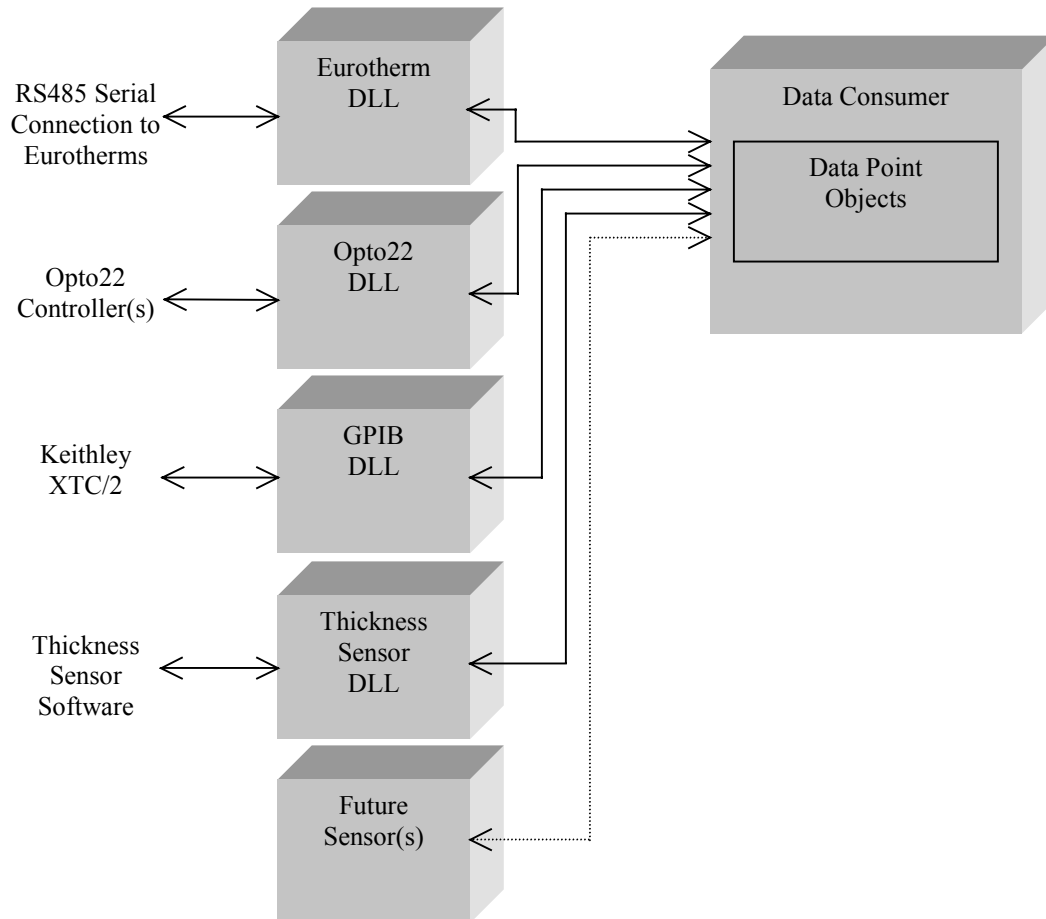 RS485 Serial
Connection to
Eurotherms
Eurotherm
DLL
Data Consumer
Data Point
Objects
Opto22
Controller(s)
Opto22
DLL
Keithley
XTC/2
GPIB
DLL
Thickness
Sensor
Software
Thickness
Sensor
DLL
Future
Sensor(s)